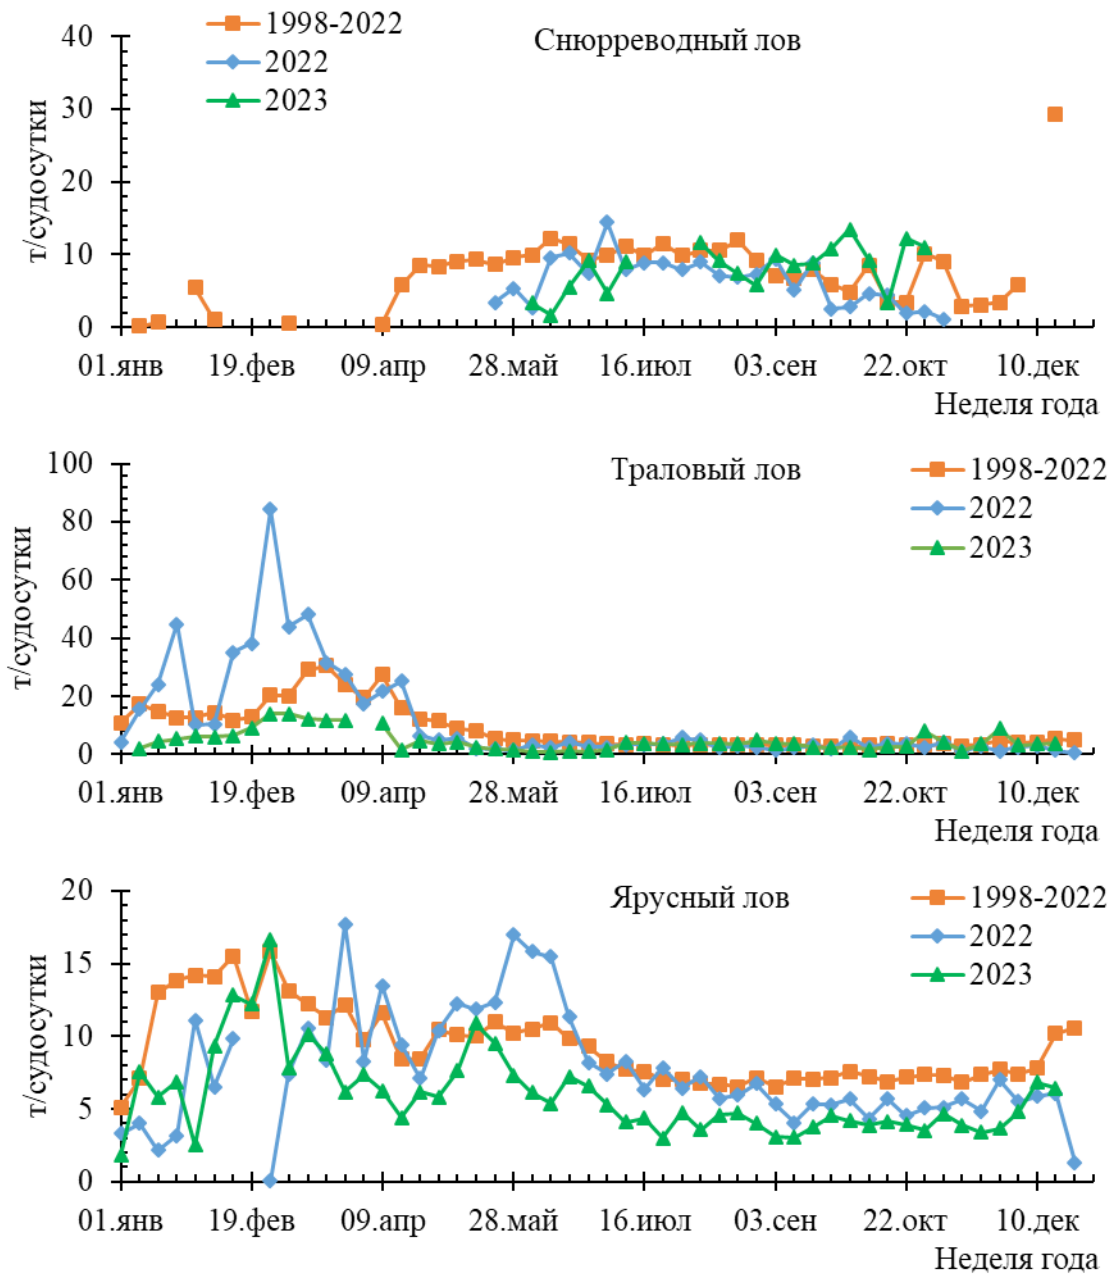 Снюрреводный лов
1998-2022
2022
2023
т/судосутки
40
30
20
10
0
01.янв 19.фев 09.апр 28.май 16.июл 03.сен 22.окт 10.дек
Неделя года
Траловый лов
1998-2022
2022
2023
т/судосутки
100
80
60
40
20
0
01.янв 19.фев 09.апр 28.май 16.июл 03.сен 22.окт 10.дек
Неделя года
Ярусный лов
1998-2022
2022
2023
т/судосутки
20
15
10
5
0
01.янв 19.фев 09.апр 28.май 16.июл 03.сен 22.окт 10.дек
Неделя года